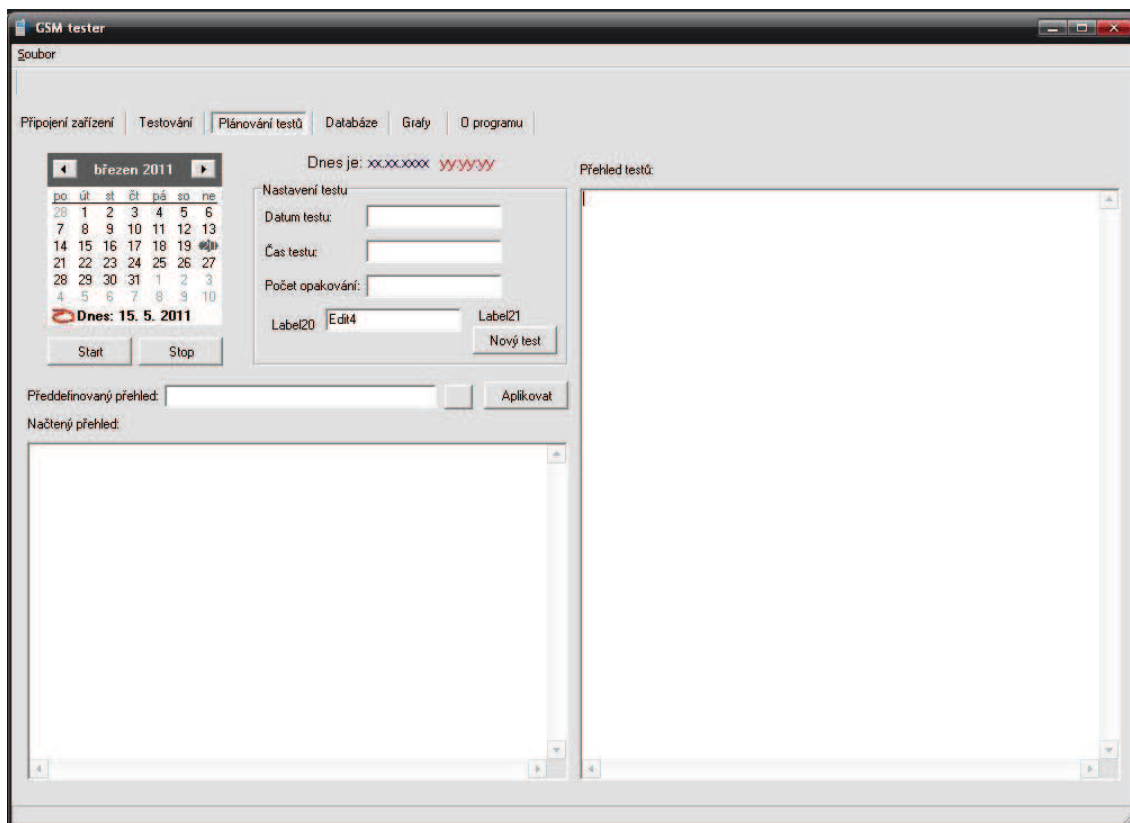 GSM tester
Soubor
Připojení zařízení Testování Plánování testů Databáze Grafy O programu
březen 2011
po út st čt pá so ne
28 1 2 3 4 5 6
7 8 9 10 11 12 13
14 15 16 17 18 19
21 22 23 24 25 26 27
28 29 30 31 1 2 3
4 5 6 7 8 9 10
Dnes: 15. 5. 2011
Start Stop
Dnes je: xx.xx.xxxx yy:yy:yy
Nastavení testu
Datum testu:
Čas testu:
Počet opakování:
Label20 Edit4 Label21
Nový test
Předdefinovaný přehled: Aplikovat
Načtený přehled:
Přehled testů: